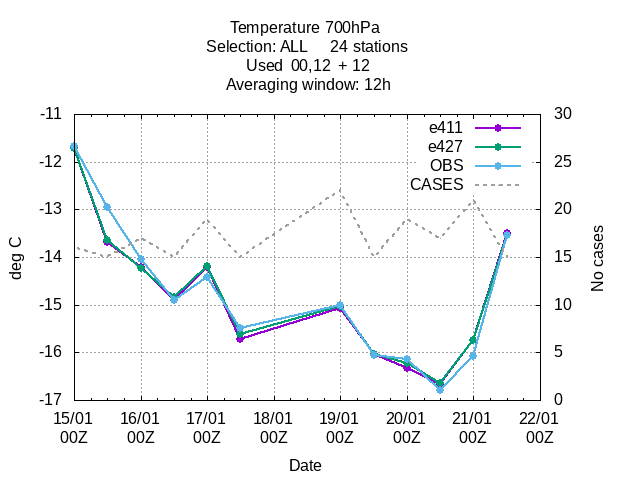 Temperature 700hPa
Selection: ALL 24 stations
Used 00,12 + 12
Averaging window: 12h
-11 30
e411
e427
-12 25
OBS
CASES
-13 20
-14 15
deg C
No cases
-15 10
-16 5
-17 0
15/01 16/01 17/01 18/01 19/01 20/01 21/01 22/01
00Z 00Z 00Z 00Z 00Z 00Z 00Z 00Z
Date